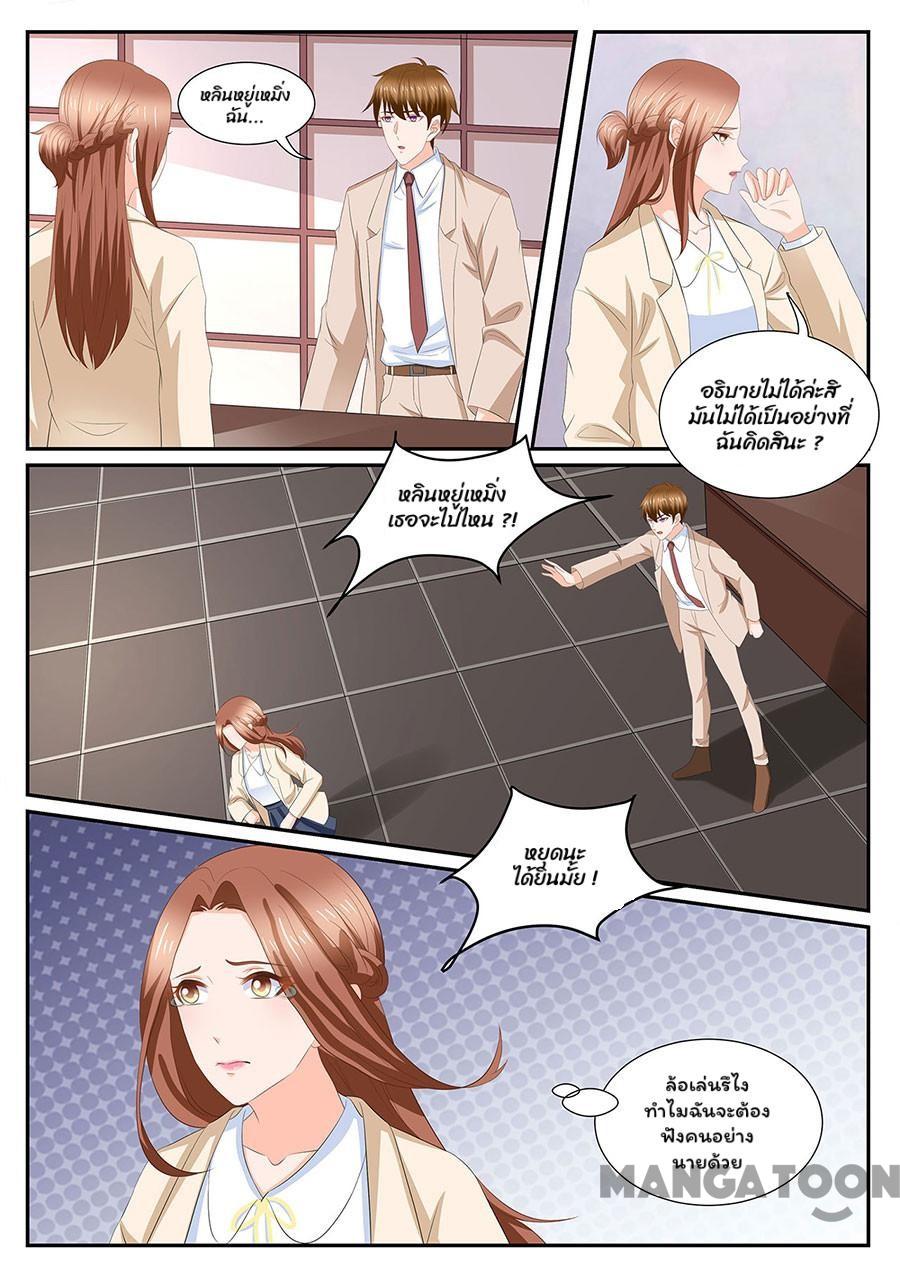 หลินหยู่เหมิ่ง
ฉัน...
อธิบายไม่ได้ล่ะสิ
มันไม่ได้เป็นอย่างที่
ฉันคิดสินะ ?
หลินหยู่เหมิ่ง
เธอจะไปไหน ?!
หยุดนะ
ได้ยินมั้ย !
ล้อเล่นรึไง
ทำไมฉันจะต้อง
ฟังคนอย่าง
นายด้วย
MANGATOON